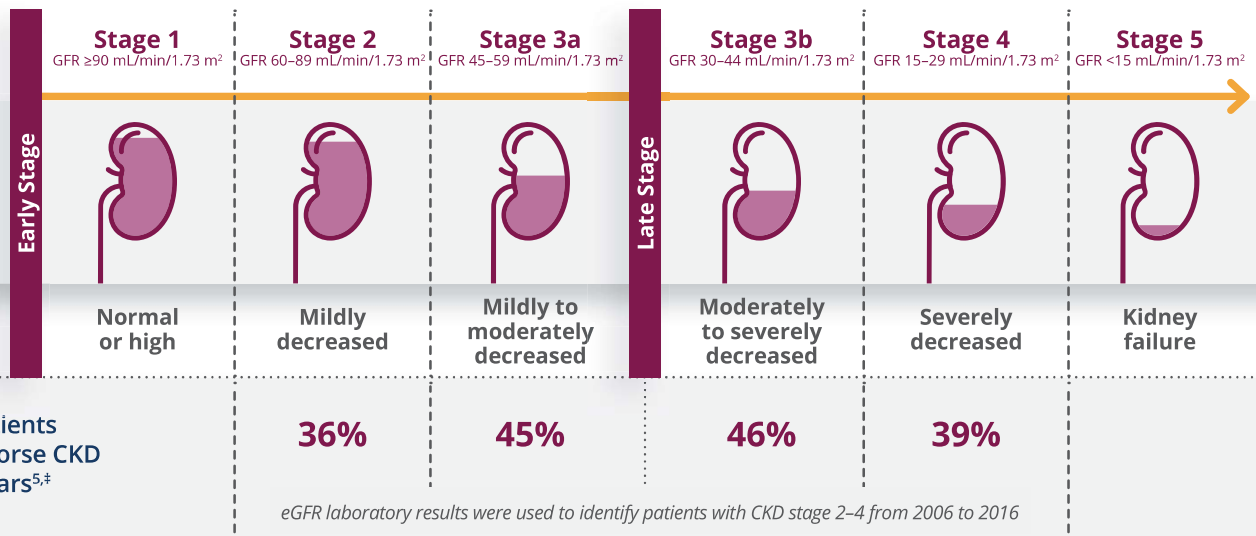 Early Stage
Stage 1
GFR ≥90 mL/min/1.73 m²
Stage 2
GFR 60–89 mL/min/1.73 m²
Stage 3a
GFR 45–59 mL/min/1.73 m²
Late Stage
Stage 3b
GFR 30–44 mL/min/1.73 m²
Stage 4
GFR 15–29 mL/min/1.73 m²
Stage 5
GFR <15 mL/min/1.73 m²
Normal
or high
Mildly
decreased
Mildly to
moderately
decreased
Moderately
to severely
decreased
Severely
decreased
Kidney
failure
ients
orse CKD
ars⁵,‡
36%
45%
46%
39%
eGFR laboratory results were used to identify patients with CKD stage 2–4 from 2006 to 2016